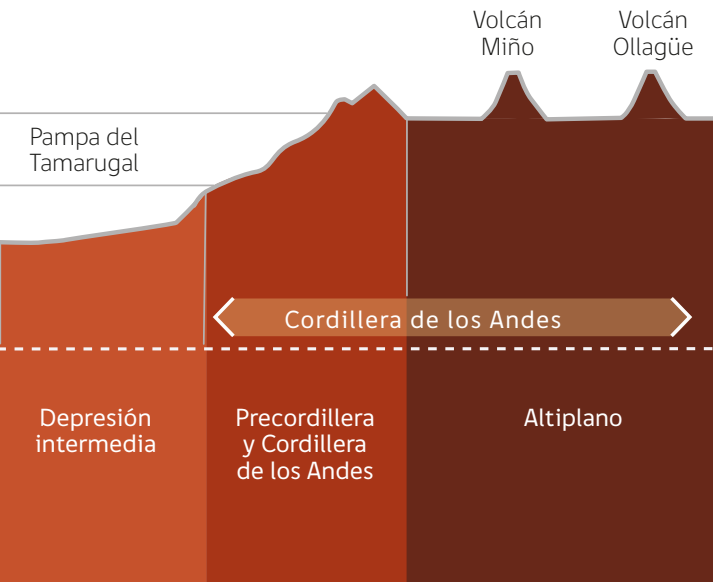 Volcán
Miño
Volcán
Ollagüe
Pampa del
Tamarugal
Cordillera de los Andes
Depresión
intermedia
Precordillera
y Cordillera
de los Andes
Altiplano